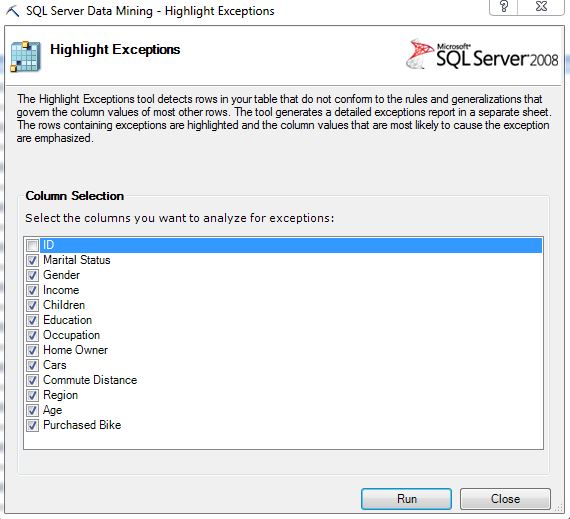 SQL Server Data Mining - Highlight Exceptions
?
Highlight Exceptions
Microsoft®
SQL Server 2008
The Highlight Exceptions tool detects rows in your table that do not conform to the rules and generalizations that
govern the column values of most other rows. The tool generates a detailed exceptions report in a separate sheet.
The rows containing exceptions are highlighted and the column values that are most likely to cause the exception
are emphasized.
Column Selection
Select the columns you want to analyze for exceptions:
ID
Marital Status
Gender
Income
Children
Education
Occupation
Home Owner
Cars
Commute Distance
Region
Age
Purchased Bike
Run
Close